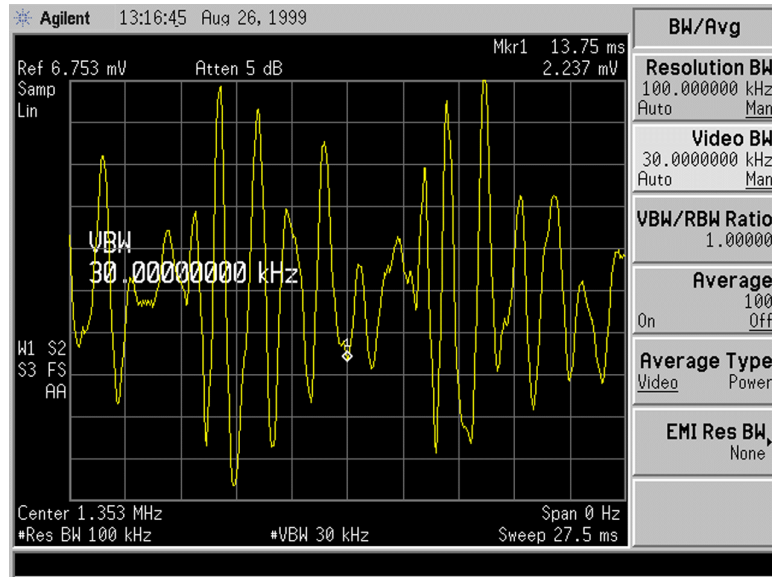 Agilent 13:16:45 Aug 26, 1999
BW/Avg
Mkr1 13.75 ms
Ref 6.753 mV Atten 5 dB 2.237 mV
Samp
Lin
VBW
30.00000000 kHz
W1 S2
S3 FS
AA
1
Center 1.353 MHz Span 0 Hz
#Res BW 100 kHz #VBW 30 kHz Sweep 27.5 ms
Resolution BW
100.000000 kHz
Auto Man
Video BW
30.0000000 kHz
Auto Man
VBW/RBW Ratio
1.00000
Average
100
On Off
Average Type
Video Power
EMI Res BW
None